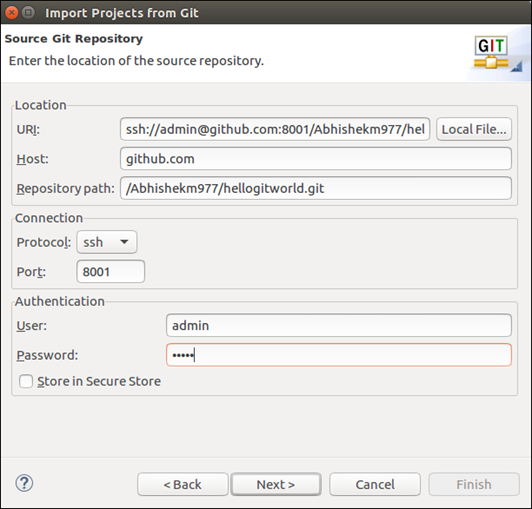 Import Projects from Git
Source Git Repository
Enter the location of the source repository.
GIT
Location
URI:
ssh://admin@github.com:8001/Abhishekm977/hel
Local File...
Host:
github.com
Repository path:
/Abhishekm977/hellogitworld.git
Connection
Protocol:
ssh
Port:
8001
Authentication
User:
admin
Password:
•••••
Store in Secure Store
?
< Back
Next >
Cancel
Finish